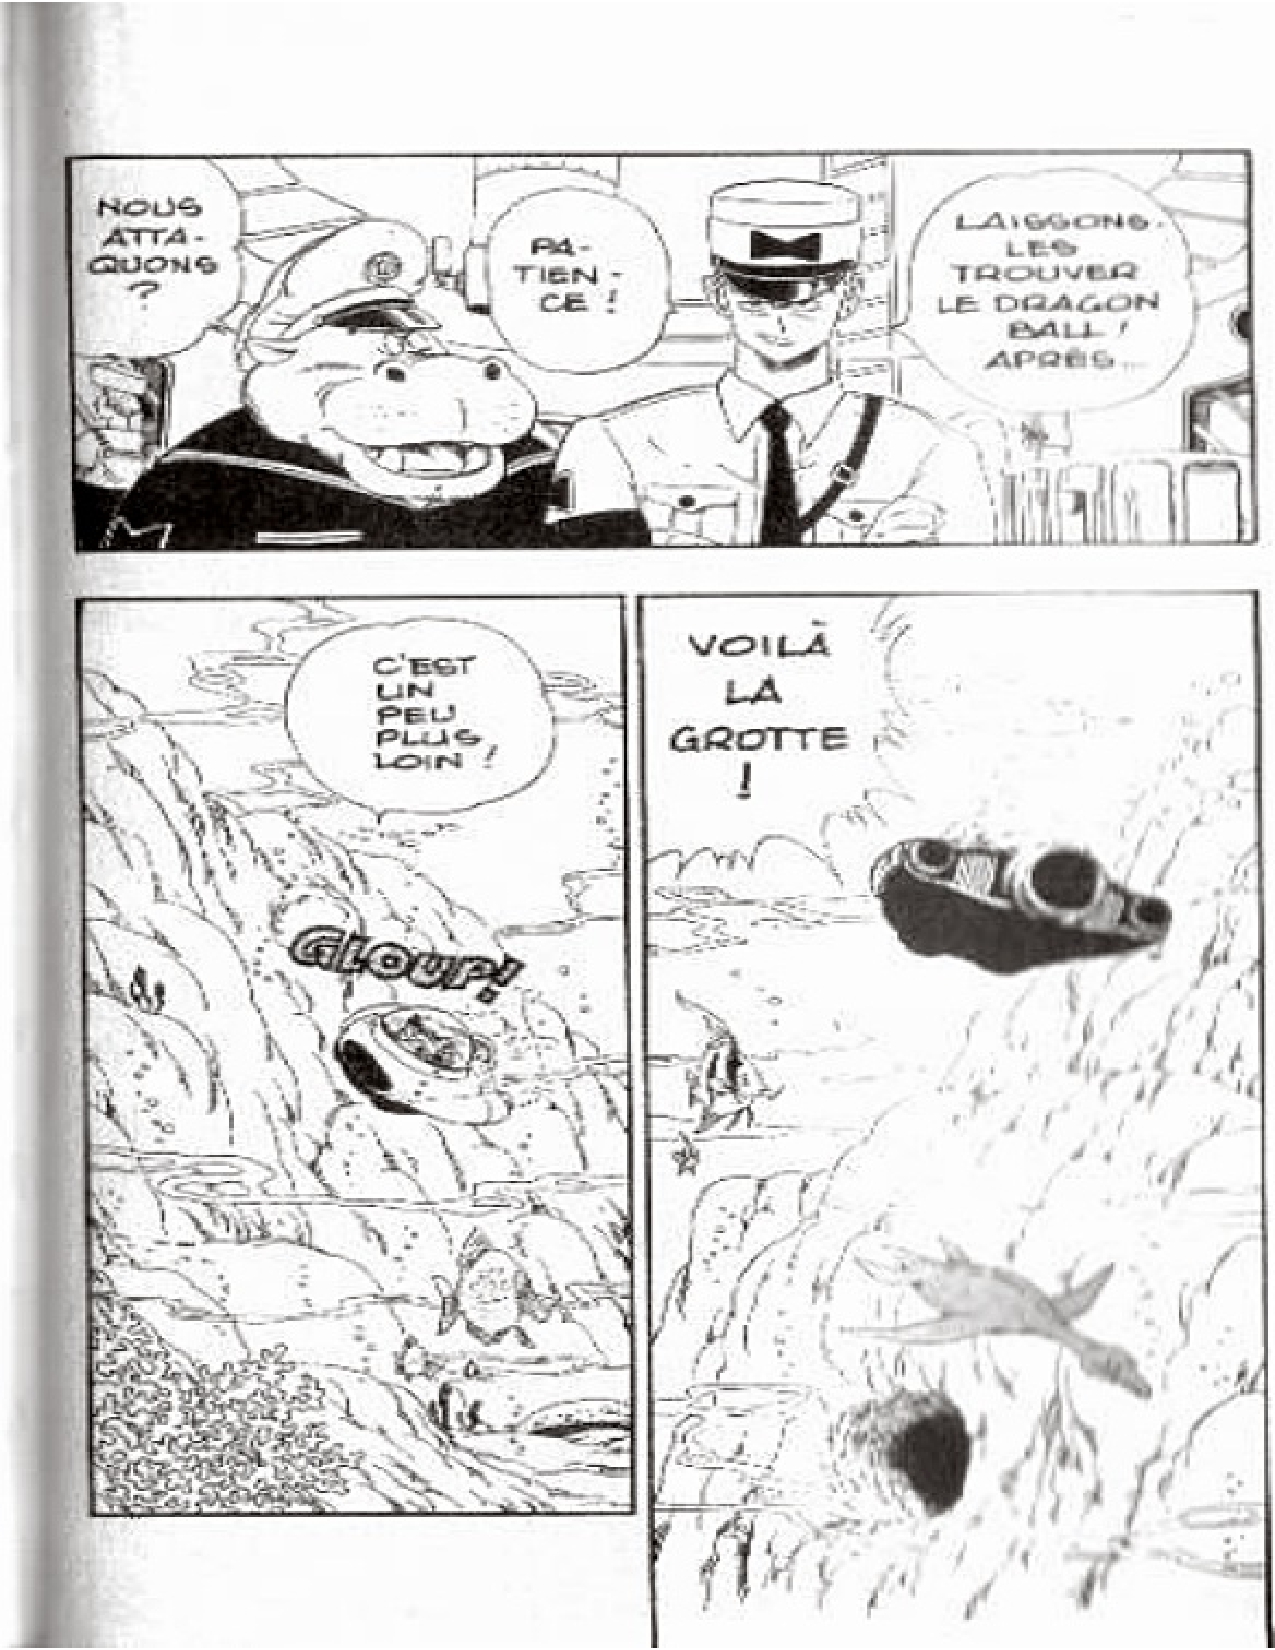 NOUS
ATTA-
QUONS
?
PA-
TIEN-
CE !
LAISSONS-
LES
TROUVER
LE DRAGON
BALL !
APRÈS...
C'EST
UN
PEU
PLUS
LOIN !
GLOUP!
VOILÀ
LA
GROTTE
!